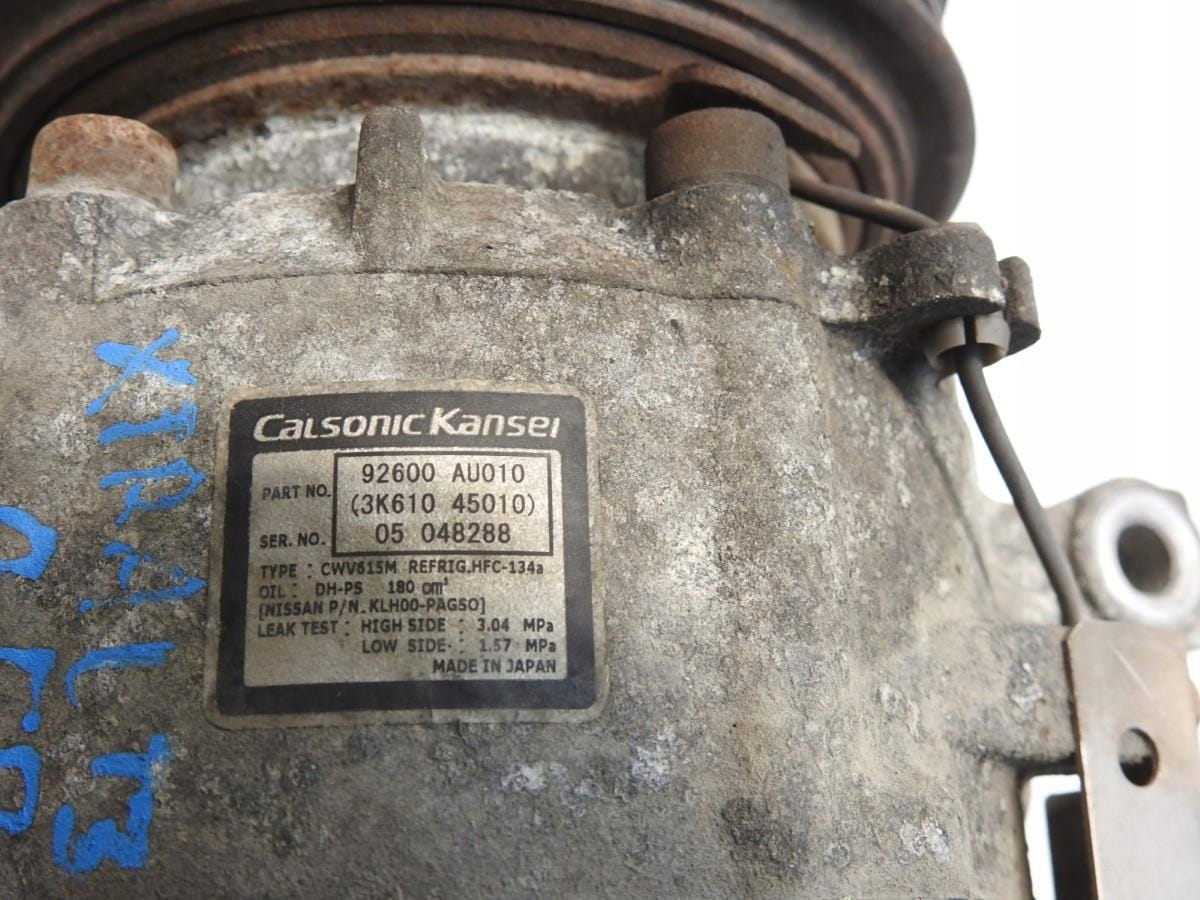 Calsonic Kansei
PART NO. 92600 AU010
(3K610 45010)
SER. NO. 05 048288
TYPE : CWV615M REFRIG.HFC-134a
OIL : DH-PS 180 cm³
[NISSAN P/N. KLH00-PAGSO]
LEAK TEST : HIGH SIDE : 3.04 MPa
LOW SIDE : 1.57 MPa
MADE IN JAPAN
XTRAL